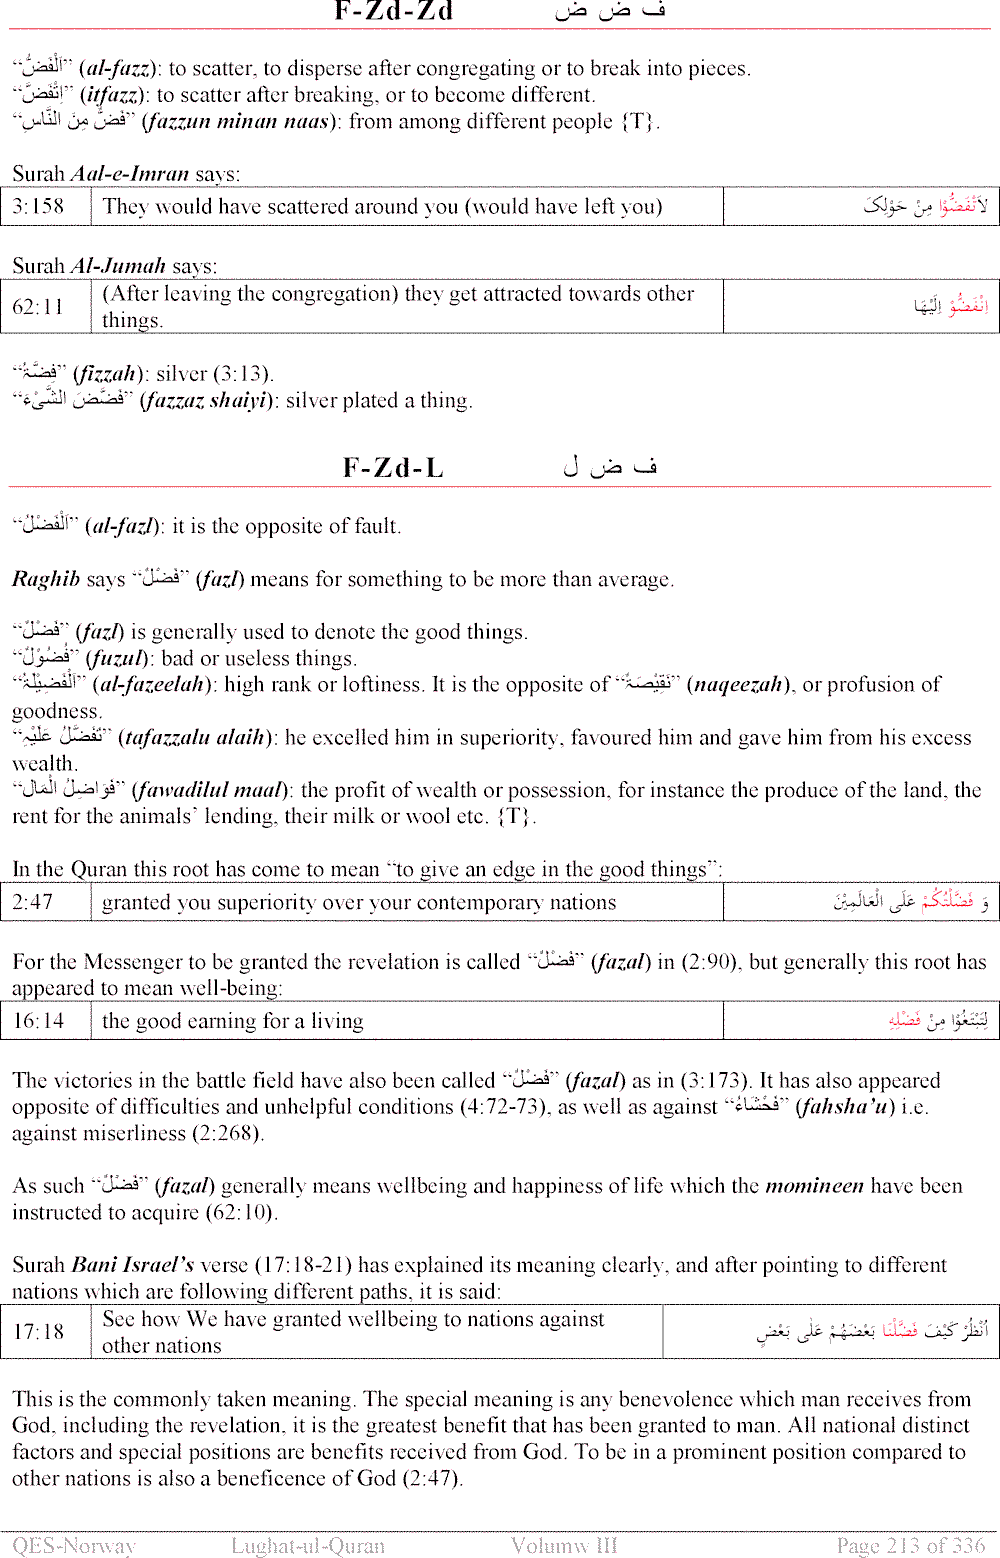 F-Zd-Zd ف ض ض
“اَلْفَضُّ” (al-fazz): to scatter, to disperse after congregating or to break into pieces.
“اِتْفَضَّ” (itfazz): to scatter after breaking, or to become different.
“فَضٌّ مِنَ النَّاسِ” (fazzun minan naas): from among different people {T}.
Surah Aal-e-Imran says:
3:158 They would have scattered around you (would have left you) لاَتْفَضُّوْا مِنْ حَوْلِکَ
Surah Al-Jumah says:
62:11 (After leaving the congregation) they get attracted towards other
things. اِنْفَضُّوْ اِلَيْهَا
“فِضَّۃٌ” (fizzah): silver (3:13).
“فَضَّضَ الشَّیْءَ” (fazzaz shaiyi): silver plated a thing.
F-Zd-L ف ض ل
“اَلْفَضْلُ” (al-fazl): it is the opposite of fault.
Raghib says “فَضْلٌ” (fazl) means for something to be more than average.
“فَضْلٌ” (fazl) is generally used to denote the good things.
“فُضُوْلٌ” (fuzul): bad or useless things.
“اَلْفَضِيْلَۃُ” (al-fazeelah): high rank or loftiness. It is the opposite of “نَقِيْصَۃٌ” (naqeezah), or profusion of
goodness.
“تَفَضَّلُ عَلَيْہِ” (tafazzalu alaih): he excelled him in superiority, favoured him and gave him from his excess
wealth.
“فَوَاضِلُ الْمَال” (fawadilul maal): the profit of wealth or possession, for instance the produce of the land, the
rent for the animals’ lending, their milk or wool etc. {T}.
In the Quran this root has come to mean “to give an edge in the good things”:
2:47 granted you superiority over your contemporary nations وَ فَضَّلْتُكُمْ عَلَى الْعَالَمِيْنَ
For the Messenger to be granted the revelation is called “فَضْلٌ” (fazal) in (2:90), but generally this root has
appeared to mean well-being:
16:14 the good earning for a living لِتَبْتَغُوْا مِنْ فَضْلِهِ
The victories in the battle field have also been called “فَضْلٌ” (fazal) as in (3:173). It has also appeared
opposite of difficulties and unhelpful conditions (4:72-73), as well as against “فَحْشَاءُ” (fahsha’u) i.e.
against miserliness (2:268).
As such “فَضْلٌ” (fazal) generally means wellbeing and happiness of life which the momineen have been
instructed to acquire (62:10).
Surah Bani Israel’s verse (17:18-21) has explained its meaning clearly, and after pointing to different
nations which are following different paths, it is said:
17:18 See how We have granted wellbeing to nations against
other nations اُنْظُرْ كَيْفَ فَضَّلْنَا بَعْضَهُمْ عَلٰى بَعْضٍ
This is the commonly taken meaning. The special meaning is any benevolence which man receives from
God, including the revelation, it is the greatest benefit that has been granted to man. All national distinct
factors and special positions are benefits received from God. To be in a prominent position compared to
other nations is also a beneficence of God (2:47).
QES-Norway Lughat-ul-Quran Volumw III Page 213 of 336